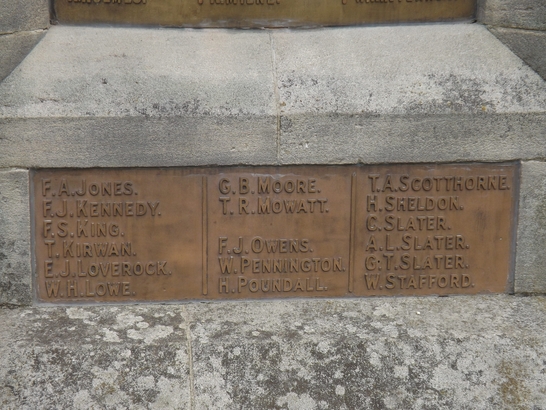 F.A.JONES.
F.J.KENNEDY.
F.S.KING.
T.KIRWAN.
E.J.LOVEROCK.
W.H.LOWE.
G.B.MOORE.
T.R.MOWATT.
F.J.OWENS.
W.PENNINGTON.
H.POUNDALL.
T.A.SCOTTHORNE.
H.SHELDON.
C.SLATER.
A.L.SLATER.
G.T.SLATER.
W.STAFFORD.